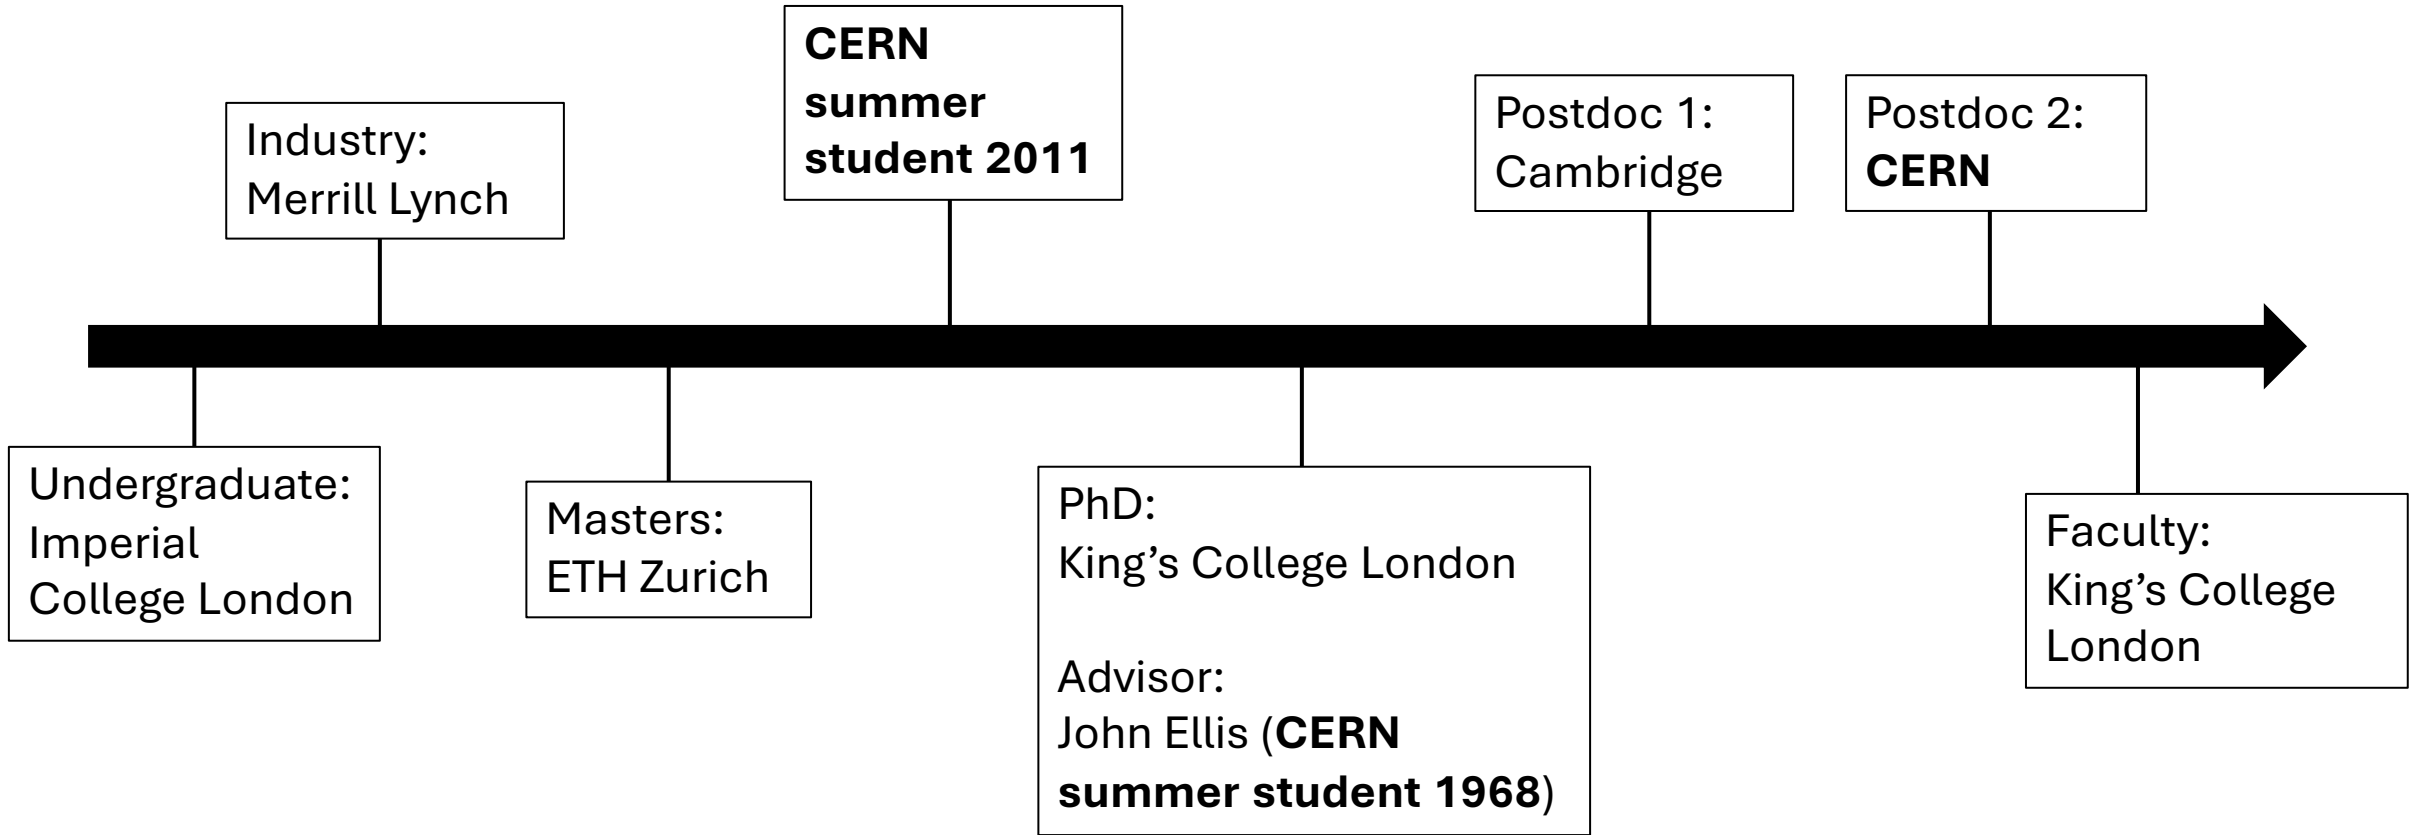 CERN
summer
student 2011
Industry:
Merrill Lynch
Postdoc 1:
Cambridge
Postdoc 2:
CERN
Undergraduate:
Imperial
College London
Masters:
ETH Zurich
PhD:
King’s College London
Advisor:
John Ellis (CERN
summer student 1968)
Faculty:
King’s College
London